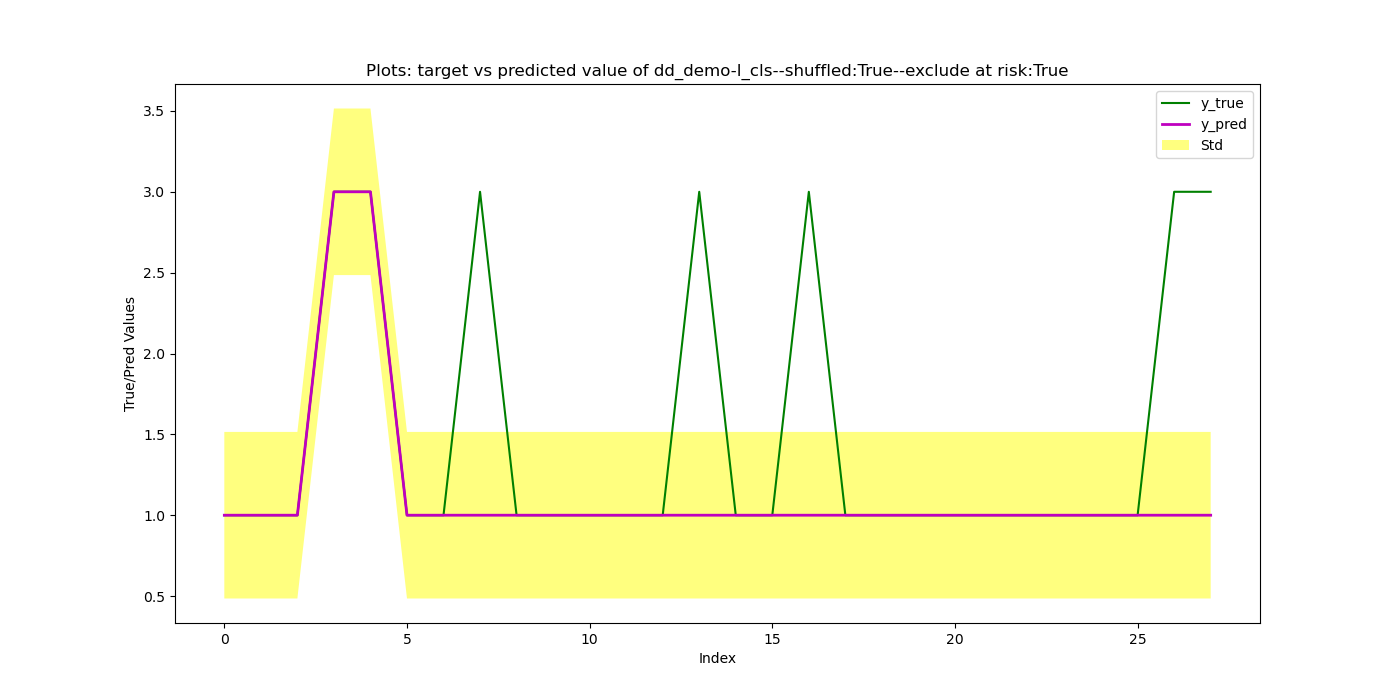 Plots: target vs predicted value of dd_demo-l_cls--shuffled:True--exclude at risk:True
y_true
y_pred
Std
3.5
3.0
2.5
2.0
1.5
1.0
0.5
True/Pred Values
0
5
10
15
20
25
Index